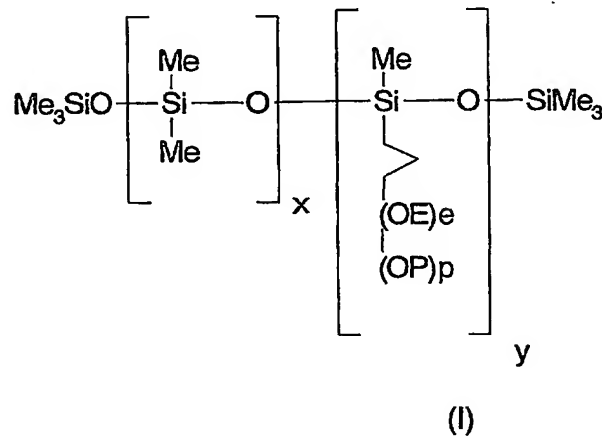 Me Me
Me₃SiO Si O Si O SiMe₃
Me
x
(OE)e
(OP)p
y
(I)